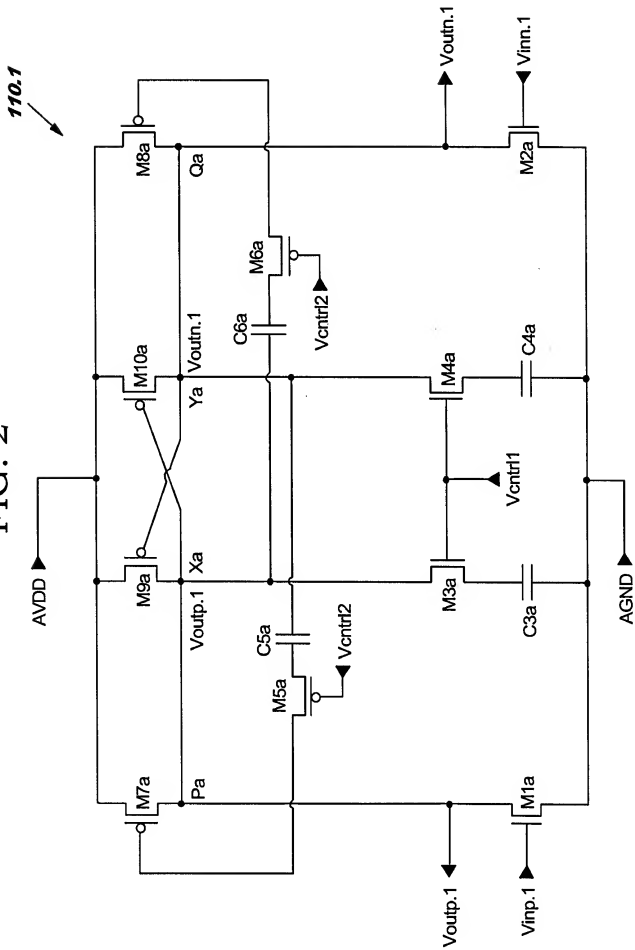 FIG. 2
110.1
AVDD
M7a
M9a
M10a
M8a
Pa
Voutp.1
Xa
Voutn.1
Ya
Qa
C5a
M5a
Vcntrl2
C6a
M6a
Vcntrl2
Voutp.1
Voutn.1
Vinp.1
M1a
M3a
Vcntrl1
M4a
M2a
Vinn.1
C3a
C4a
AGND